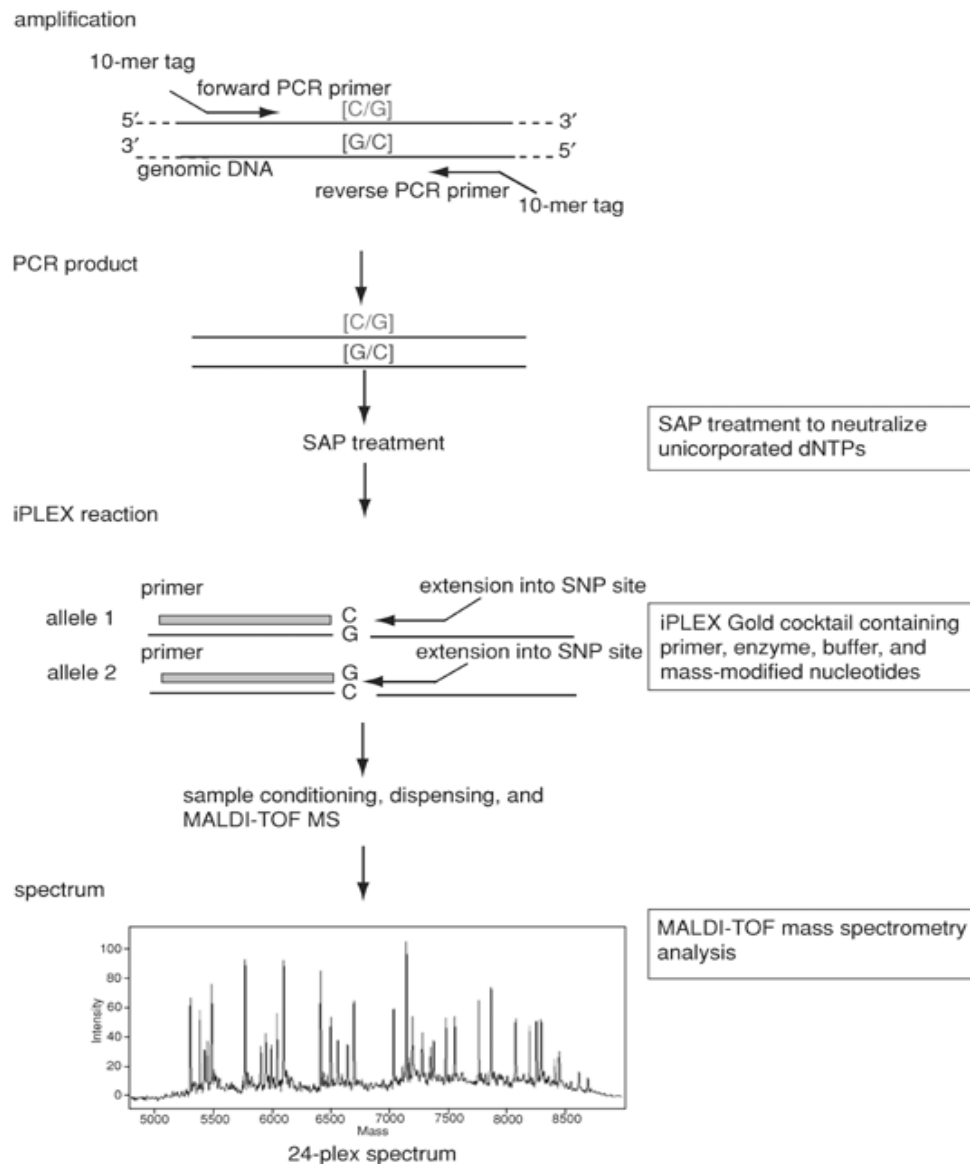 amplification
10-mer tag
forward PCR primer
[C/G]
5′
3′
[G/C]
3′
5′
genomic DNA
reverse PCR primer
10-mer tag
PCR product
[C/G]
[G/C]
SAP treatment
SAP treatment to neutralize
unicorporated dNTPs
iPLEX reaction
primer
extension into SNP site
allele 1
C
G
primer
extension into SNP site
allele 2
G
C
iPLEX Gold cocktail containing
primer, enzyme, buffer, and
mass-modified nucleotides
sample conditioning, dispensing, and
MALDI-TOF MS
spectrum
MALDI-TOF mass spectrometry
analysis
100
80
60
40
20
0
Intensity
5000 5500 6000 6500 7000 7500 8000 8500
Mass
24-plex spectrum